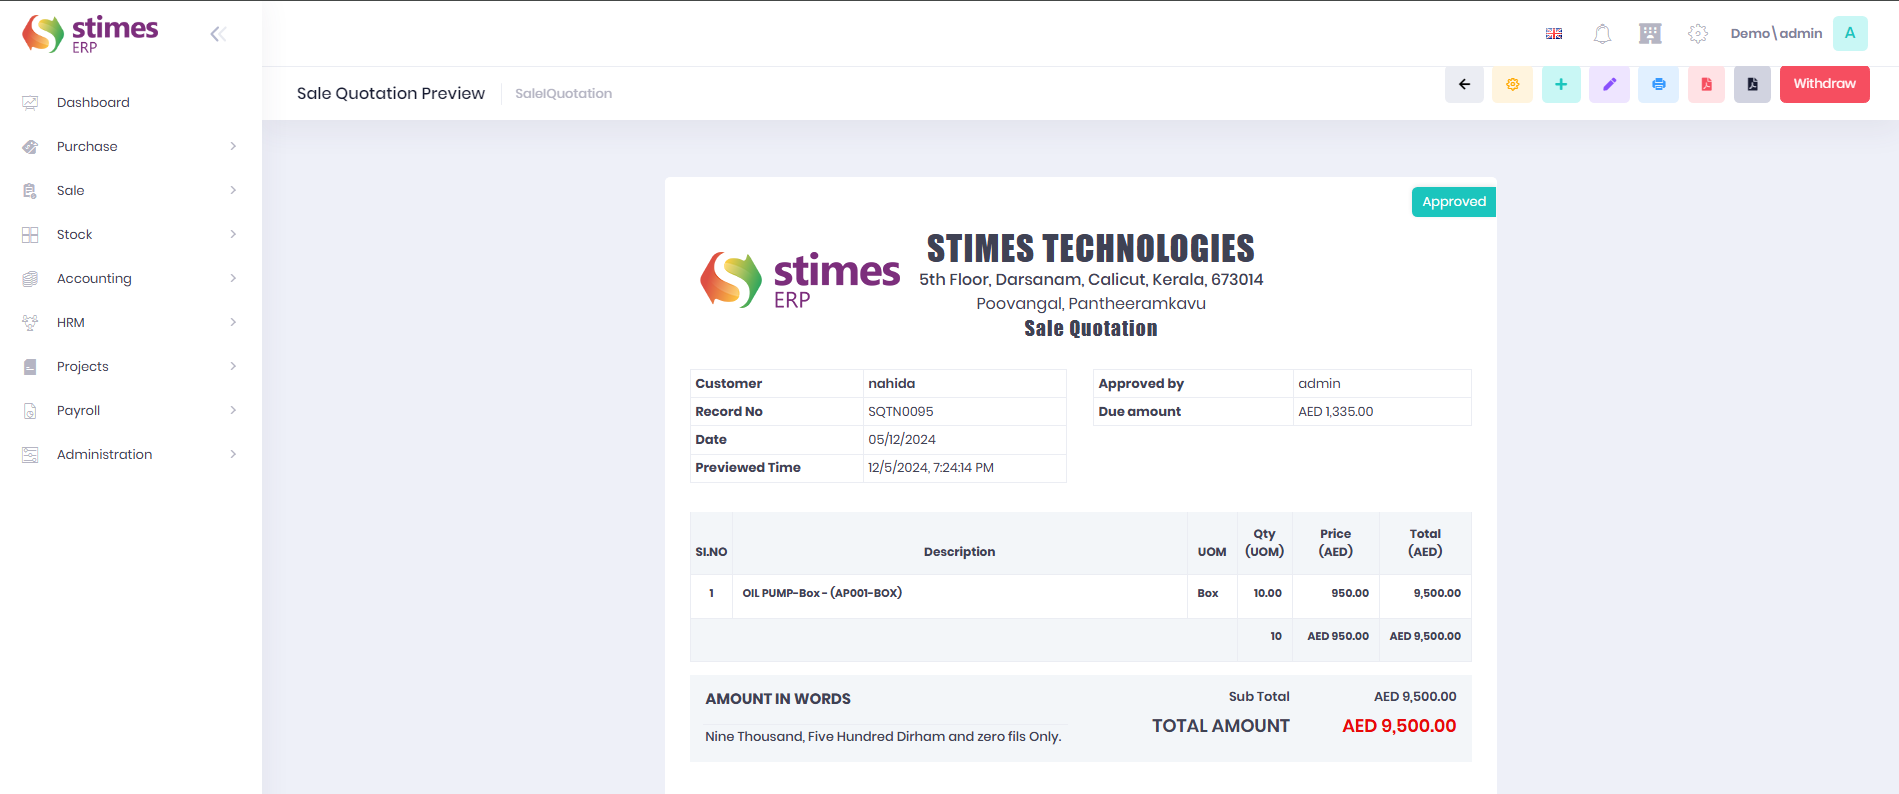 stimes
ERP
Demo\admin
A
Sale Quotation Preview
SalelQuotation
Withdraw
Dashboard
Purchase
Sale
Stock
Accounting
HRM
Projects
Payroll
Administration
Approved
stimes
ERP
STIMES TECHNOLOGIES
5th Floor, Darsanam, Calicut, Kerala, 673014
Poovangal, Pantheeramkavu
Sale Quotation
Customer nahida
Record No SQTN0095
Date 05/12/2024
Previewed Time 12/5/2024, 7:24:14 PM
Approved by admin
Due amount AED 1,335.00
SI.NO Description UOM Qty (UOM) Price (AED) Total (AED)
1 OIL PUMP-Box - (AP001-BOX) Box 10.00 950.00 9,500.00
10 AED 950.00 AED 9,500.00
AMOUNT IN WORDS
Nine Thousand, Five Hundred Dirham and zero fils Only.
Sub Total AED 9,500.00
TOTAL AMOUNT AED 9,500.00